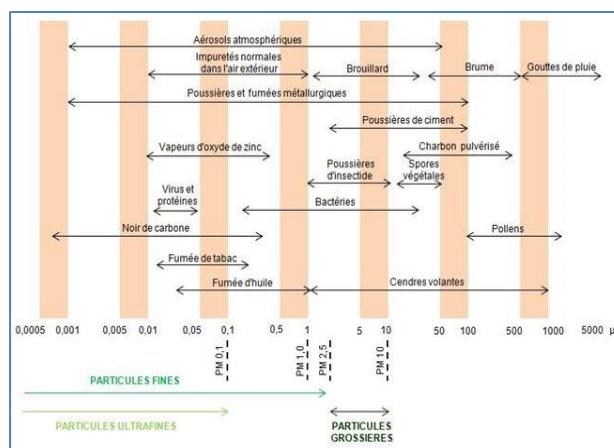 Aérosols atmosphériques
Impuretés normales
dans l'air extérieur
Brouillard
Brume
Gouttes de pluie
Poussières et fumées métallurgiques
Poussières de ciment
Vapeurs d'oxyde de zinc
Charbon pulvérisé
Poussières
d'insectide
Spores
végétales
Virus et
protéines
Bactéries
Noir de carbone
Pollens
Fumée de tabac
Fumée d'huile
Cendres volantes
0,0005 0,001 0,005 0,01 0,05 0,1 0,5 1 5 10 50 100 500 1000 5000 µ
PM 0,1
PM 1,0
PM 2,5
PM 10
PARTICULES FINES
PARTICULES ULTRAFINES
PARTICULES
GROSSIERES